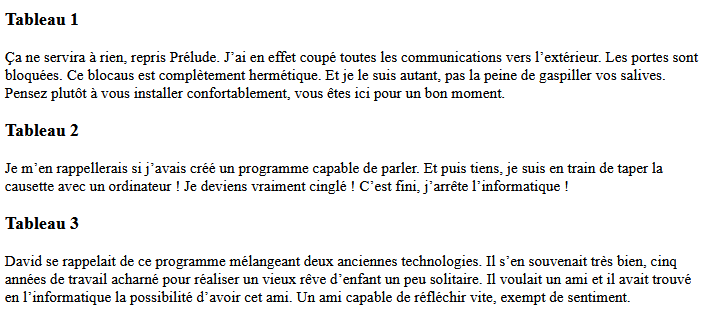 Tableau 1
Ça ne servira à rien, repris Prélude. J’ai en effet coupé toutes les communications vers l’extérieur. Les portes sont
bloquées. Ce blocaus est complètement hermétique. Et je le suis autant, pas la peine de gaspiller vos salives.
Pensez plutôt à vous installer confortablement, vous êtes ici pour un bon moment.
Tableau 2
Je m’en rappellerais si j’avais créé un programme capable de parler. Et puis tiens, je suis en train de taper la
causette avec un ordinateur ! Je deviens vraiment cinglé ! C’est fini, j’arrête l’informatique !
Tableau 3
David se rappelait de ce programme mélangeant deux anciennes technologies. Il s’en souvenait très bien, cinq
années de travail acharné pour réaliser un vieux rêve d’enfant un peu solitaire. Il voulait un ami et il avait trouvé
en l’informatique la possibilité d’avoir cet ami. Un ami capable de réfléchir vite, exempt de sentiment.